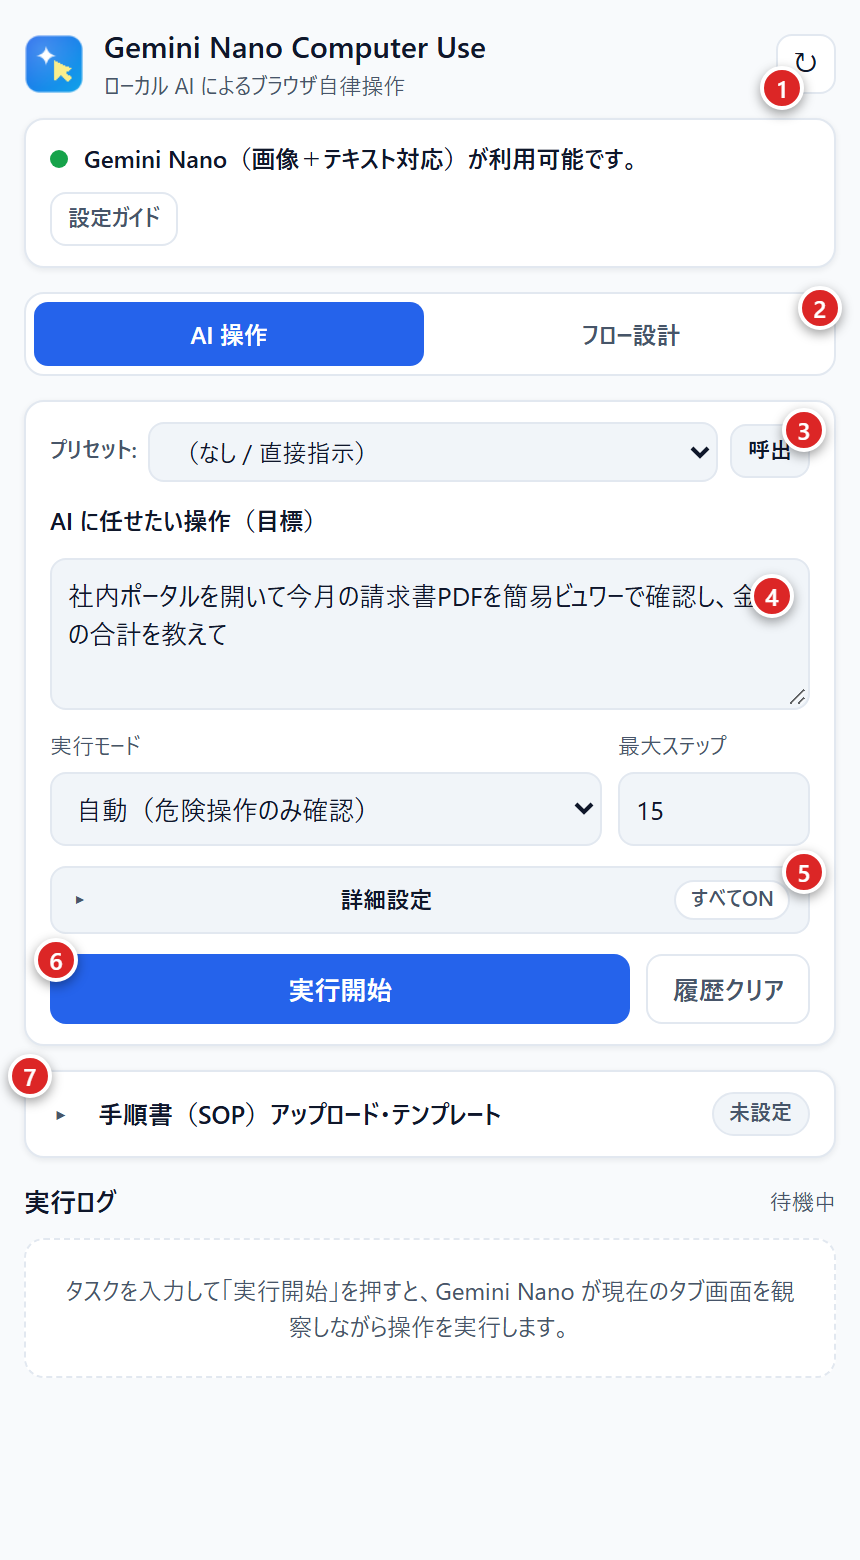 Gemini Nano Computer Use
ローカル AI によるブラウザ自律操作
↻
1
Gemini Nano（画像＋テキスト対応）が利用可能です。
設定ガイド
2
AI 操作
フロー設計
3
プリセット:
（なし / 直接指示）
呼出
AI に任せたい操作（目標）
社内ポータルを開いて今月の請求書PDFを簡易ビュワーで確認し、金
4
の合計を教えて
実行モード
最大ステップ
自動（危険操作のみ確認）
15
5
▸
詳細設定
すべてON
6
実行開始
履歴クリア
7
▸
手順書（SOP）アップロード・テンプレート
未設定
実行ログ
待機中
タスクを入力して「実行開始」を押すと、Gemini Nano が現在のタブ画面を観
察しながら操作を実行します。